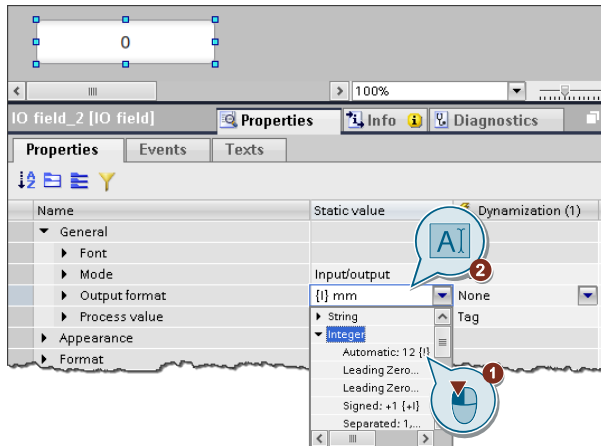 0
100%
IO field_2 [IO field]
Properties
Info
Diagnostics
Properties
Events
Texts
Name
Static value
Dynamization (1)
General
Font
Mode
Input/output
A
2
Output format
{I} mm
None
Process value
Tag
String
Appearance
Integer
Format
Automatic: 12 {I}
1
Leading Zero...
Leading Zero...
Signed: +1 {+I}
Separated: 1,...